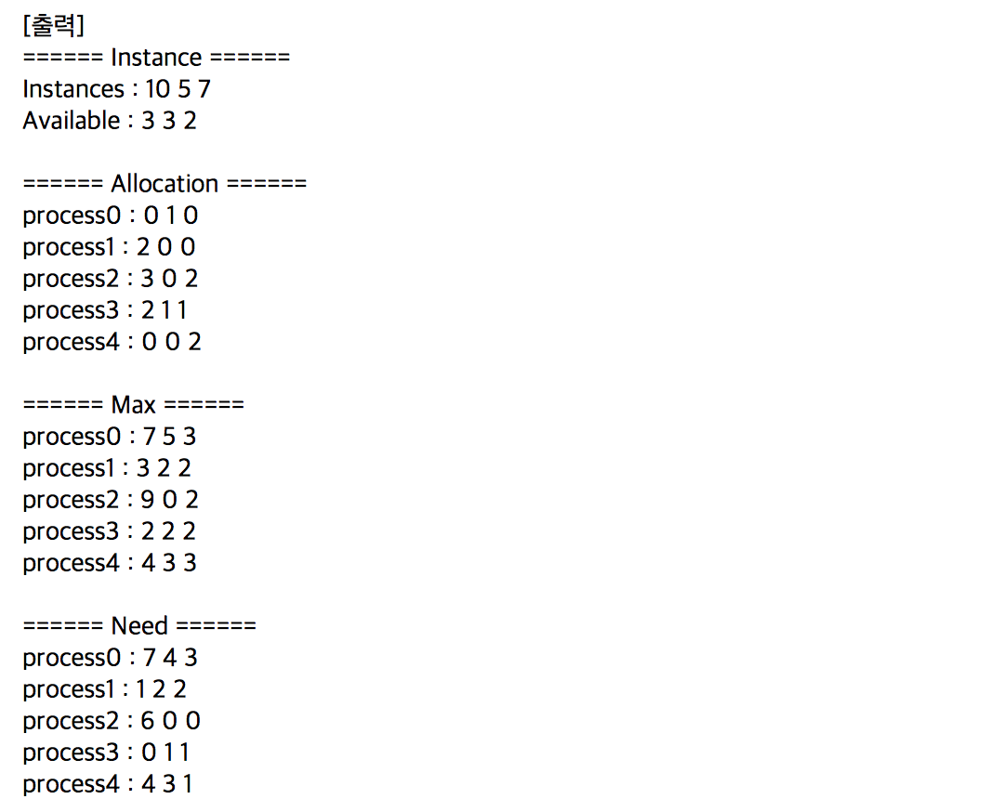 [출력]
====== Instance ======
Instances : 10 5 7
Available : 3 3 2
====== Allocation ======
process0 : 0 1 0
process1 : 2 0 0
process2 : 3 0 2
process3 : 2 1 1
process4 : 0 0 2
====== Max ======
process0 : 7 5 3
process1 : 3 2 2
process2 : 9 0 2
process3 : 2 2 2
process4 : 4 3 3
====== Need ======
process0 : 7 4 3
process1 : 1 2 2
process2 : 6 0 0
process3 : 0 1 1
process4 : 4 3 1